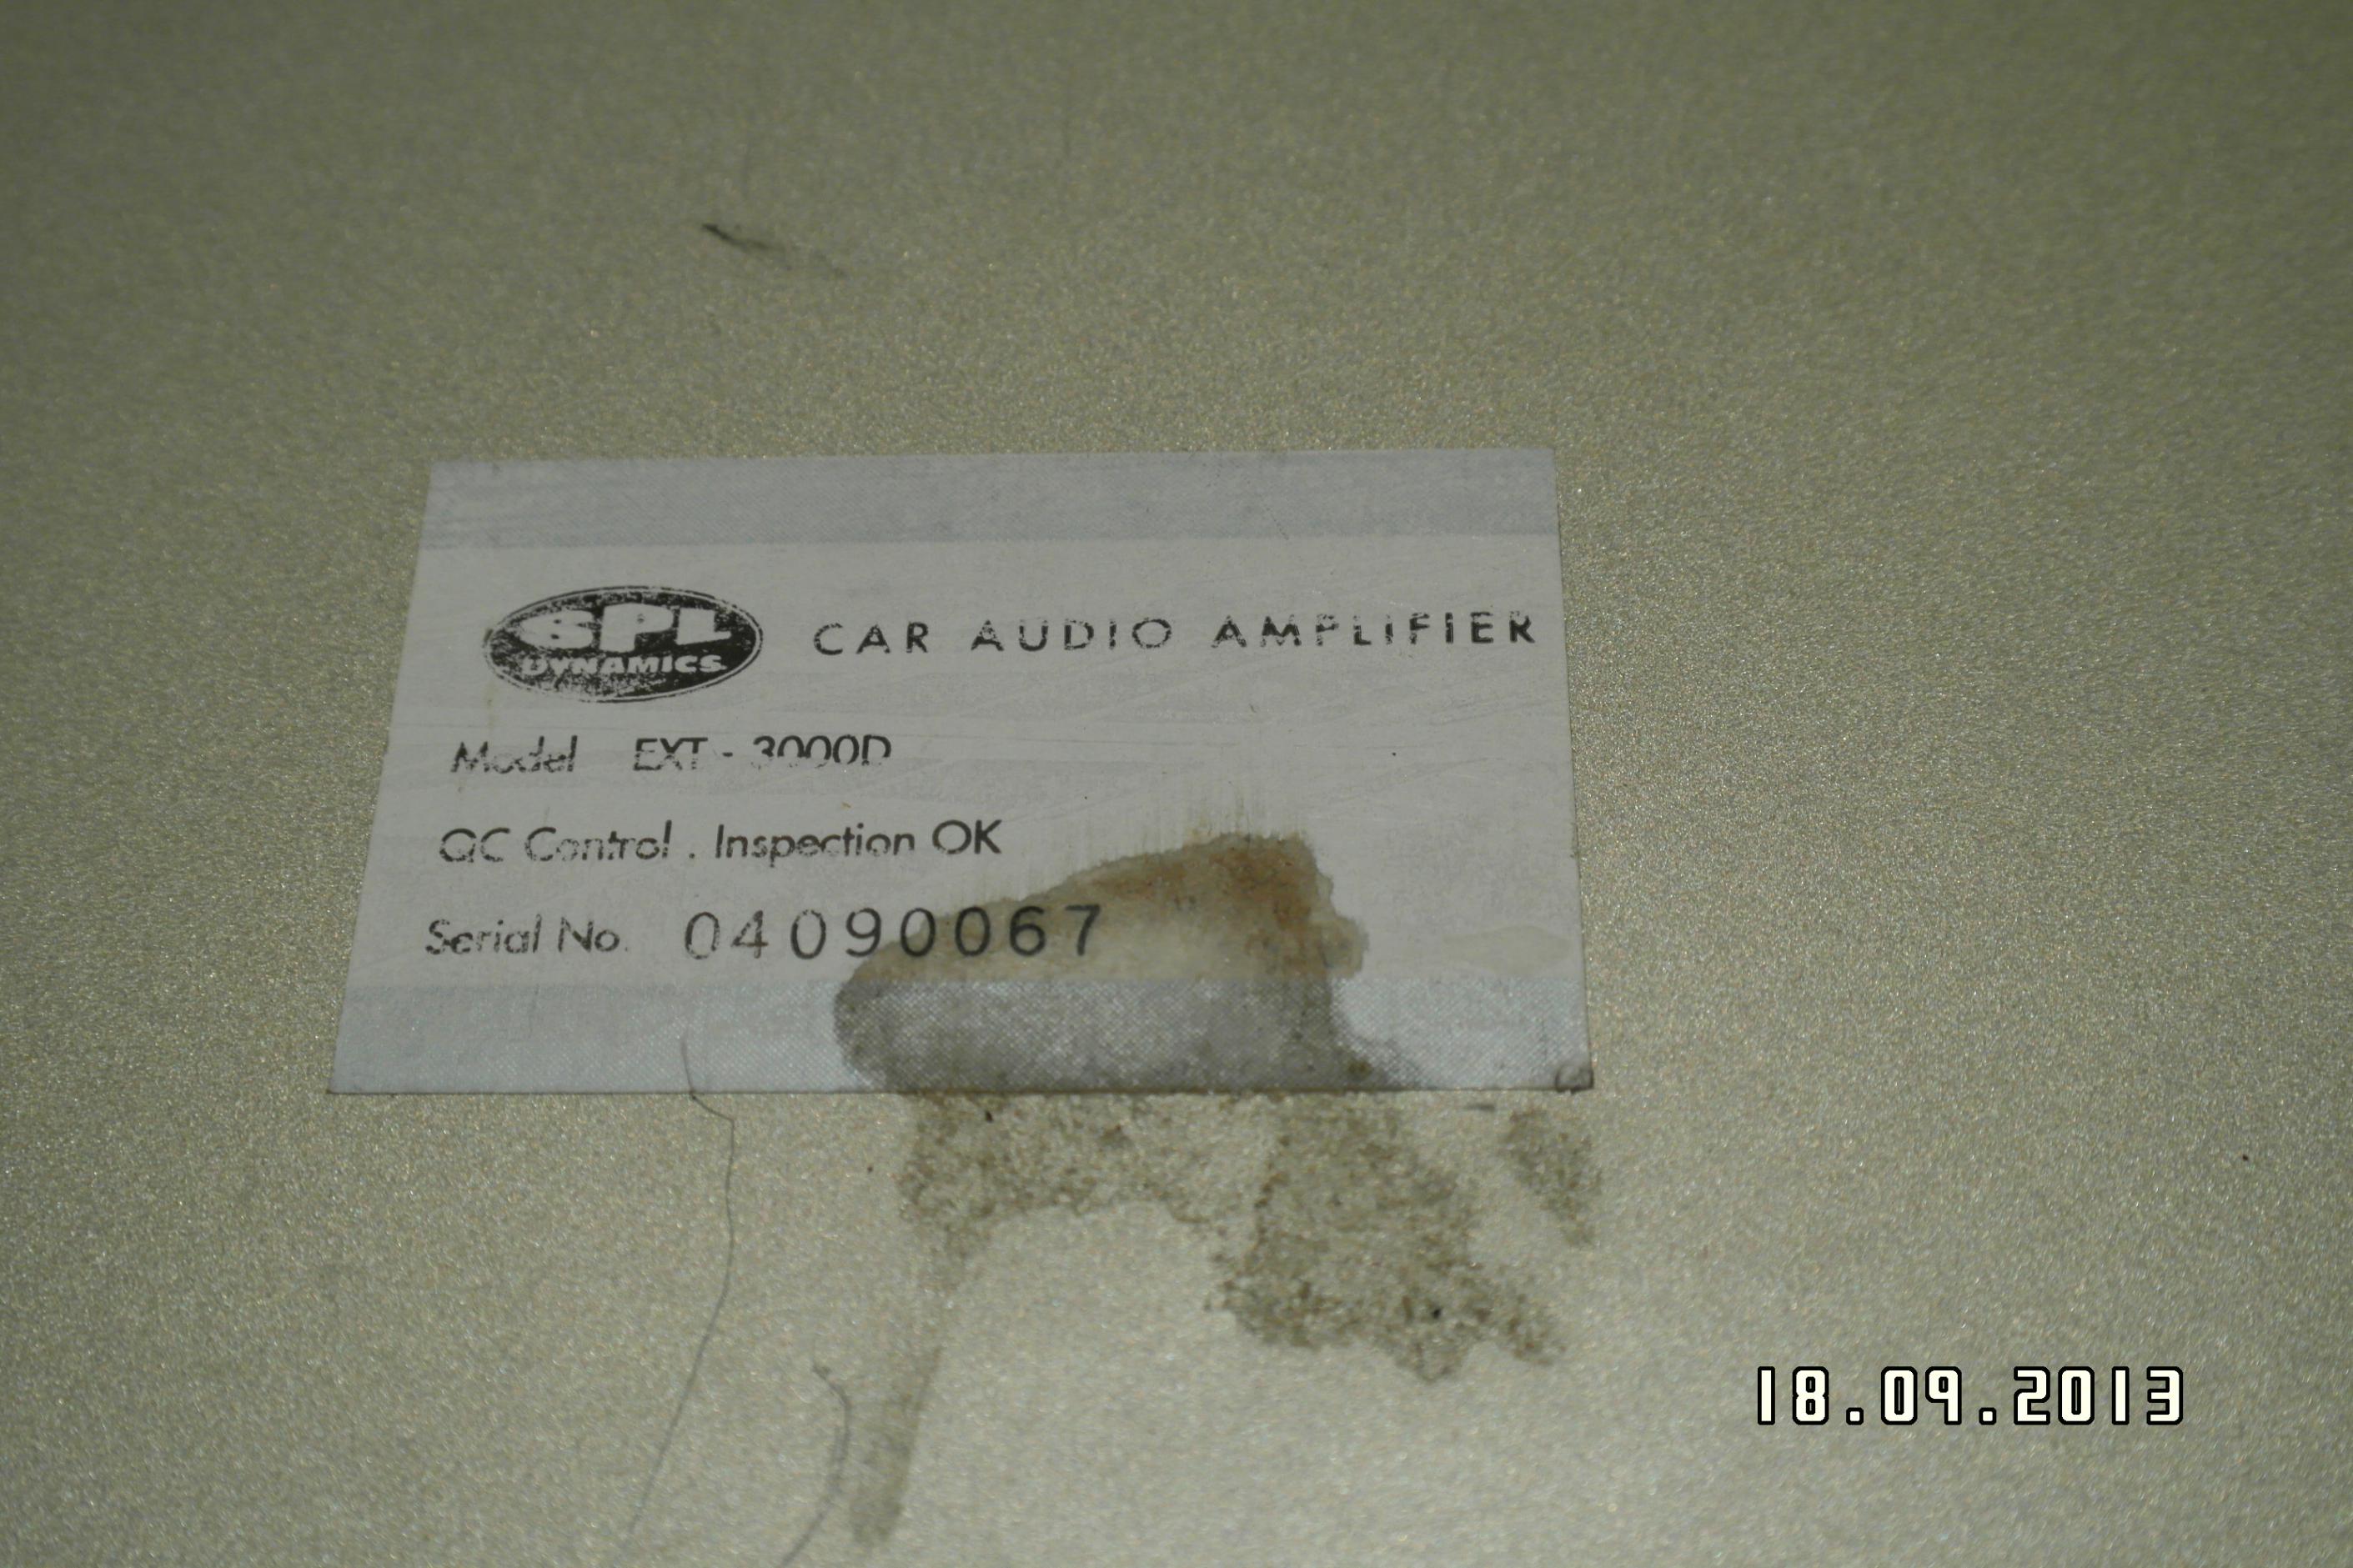 SPL
DYNAMICS
CAR AUDIO AMPLIFIER
Model EXT - 3000D
QC Control . Inspection OK
Serial No. 04090067
18.09.2013